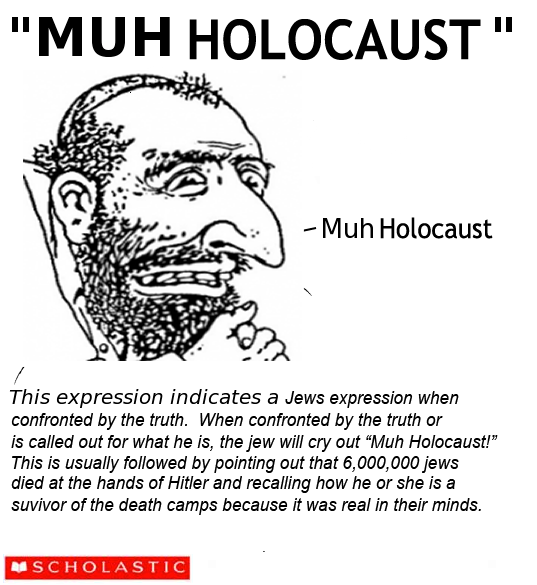 "MUH HOLOCAUST "
– Muh Holocaust
This expression indicates a Jews expression when
confronted by the truth. When confronted by the truth or
is called out for what he is, the jew will cry out “Muh Holocaust!”
This is usually followed by pointing out that 6,000,000 jews
died at the hands of Hitler and recalling how he or she is a
suvivor of the death camps because it was real in their minds.
SCHOLASTIC